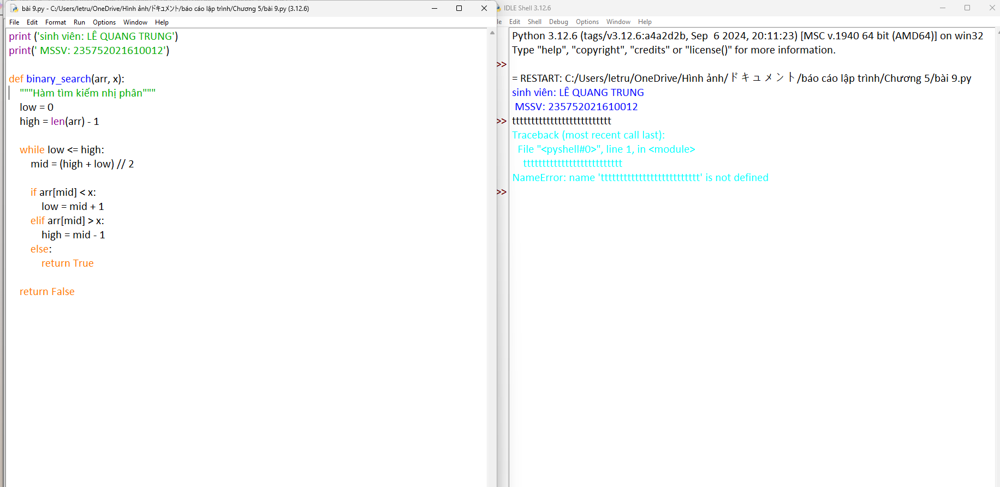 bài 9.py - C:/Users/letru/OneDrive/Hình ảnh/ドキュメント/báo cáo lập trình/Chương 5/bài 9.py (3.12.6)
File Edit Format Run Options Window Help
print ('sinh viên: LÊ QUANG TRUNG')
print(' MSSV: 235752021610012')
def binary_search(arr, x):
"""Hàm tìm kiếm nhị phân"""
low = 0
high = len(arr) - 1
while low <= high:
mid = (high + low) // 2
if arr[mid] < x:
low = mid + 1
elif arr[mid] > x:
high = mid - 1
else:
return True
return False
IDLE Shell 3.12.6
le Edit Shell Debug Options Window Help
Python 3.12.6 (tags/v3.12.6:a4a2d2b, Sep  6 2024, 20:11:23) [MSC v.1940 64 bit (AMD64)] on win32
Type "help", "copyright", "credits" or "license()" for more information.
>>
= RESTART: C:/Users/letru/OneDrive/Hình ảnh/ドキュメント/báo cáo lập trình/Chương 5/bài 9.py
sinh viên: LÊ QUANG TRUNG
MSSV: 235752021610012
>> tttttttttttttttttttttttttt
Traceback (most recent call last):
File "<pyshell#0>", line 1, in <module>
tttttttttttttttttttttttttt
NameError: name 'tttttttttttttttttttttttttt' is not defined
>>